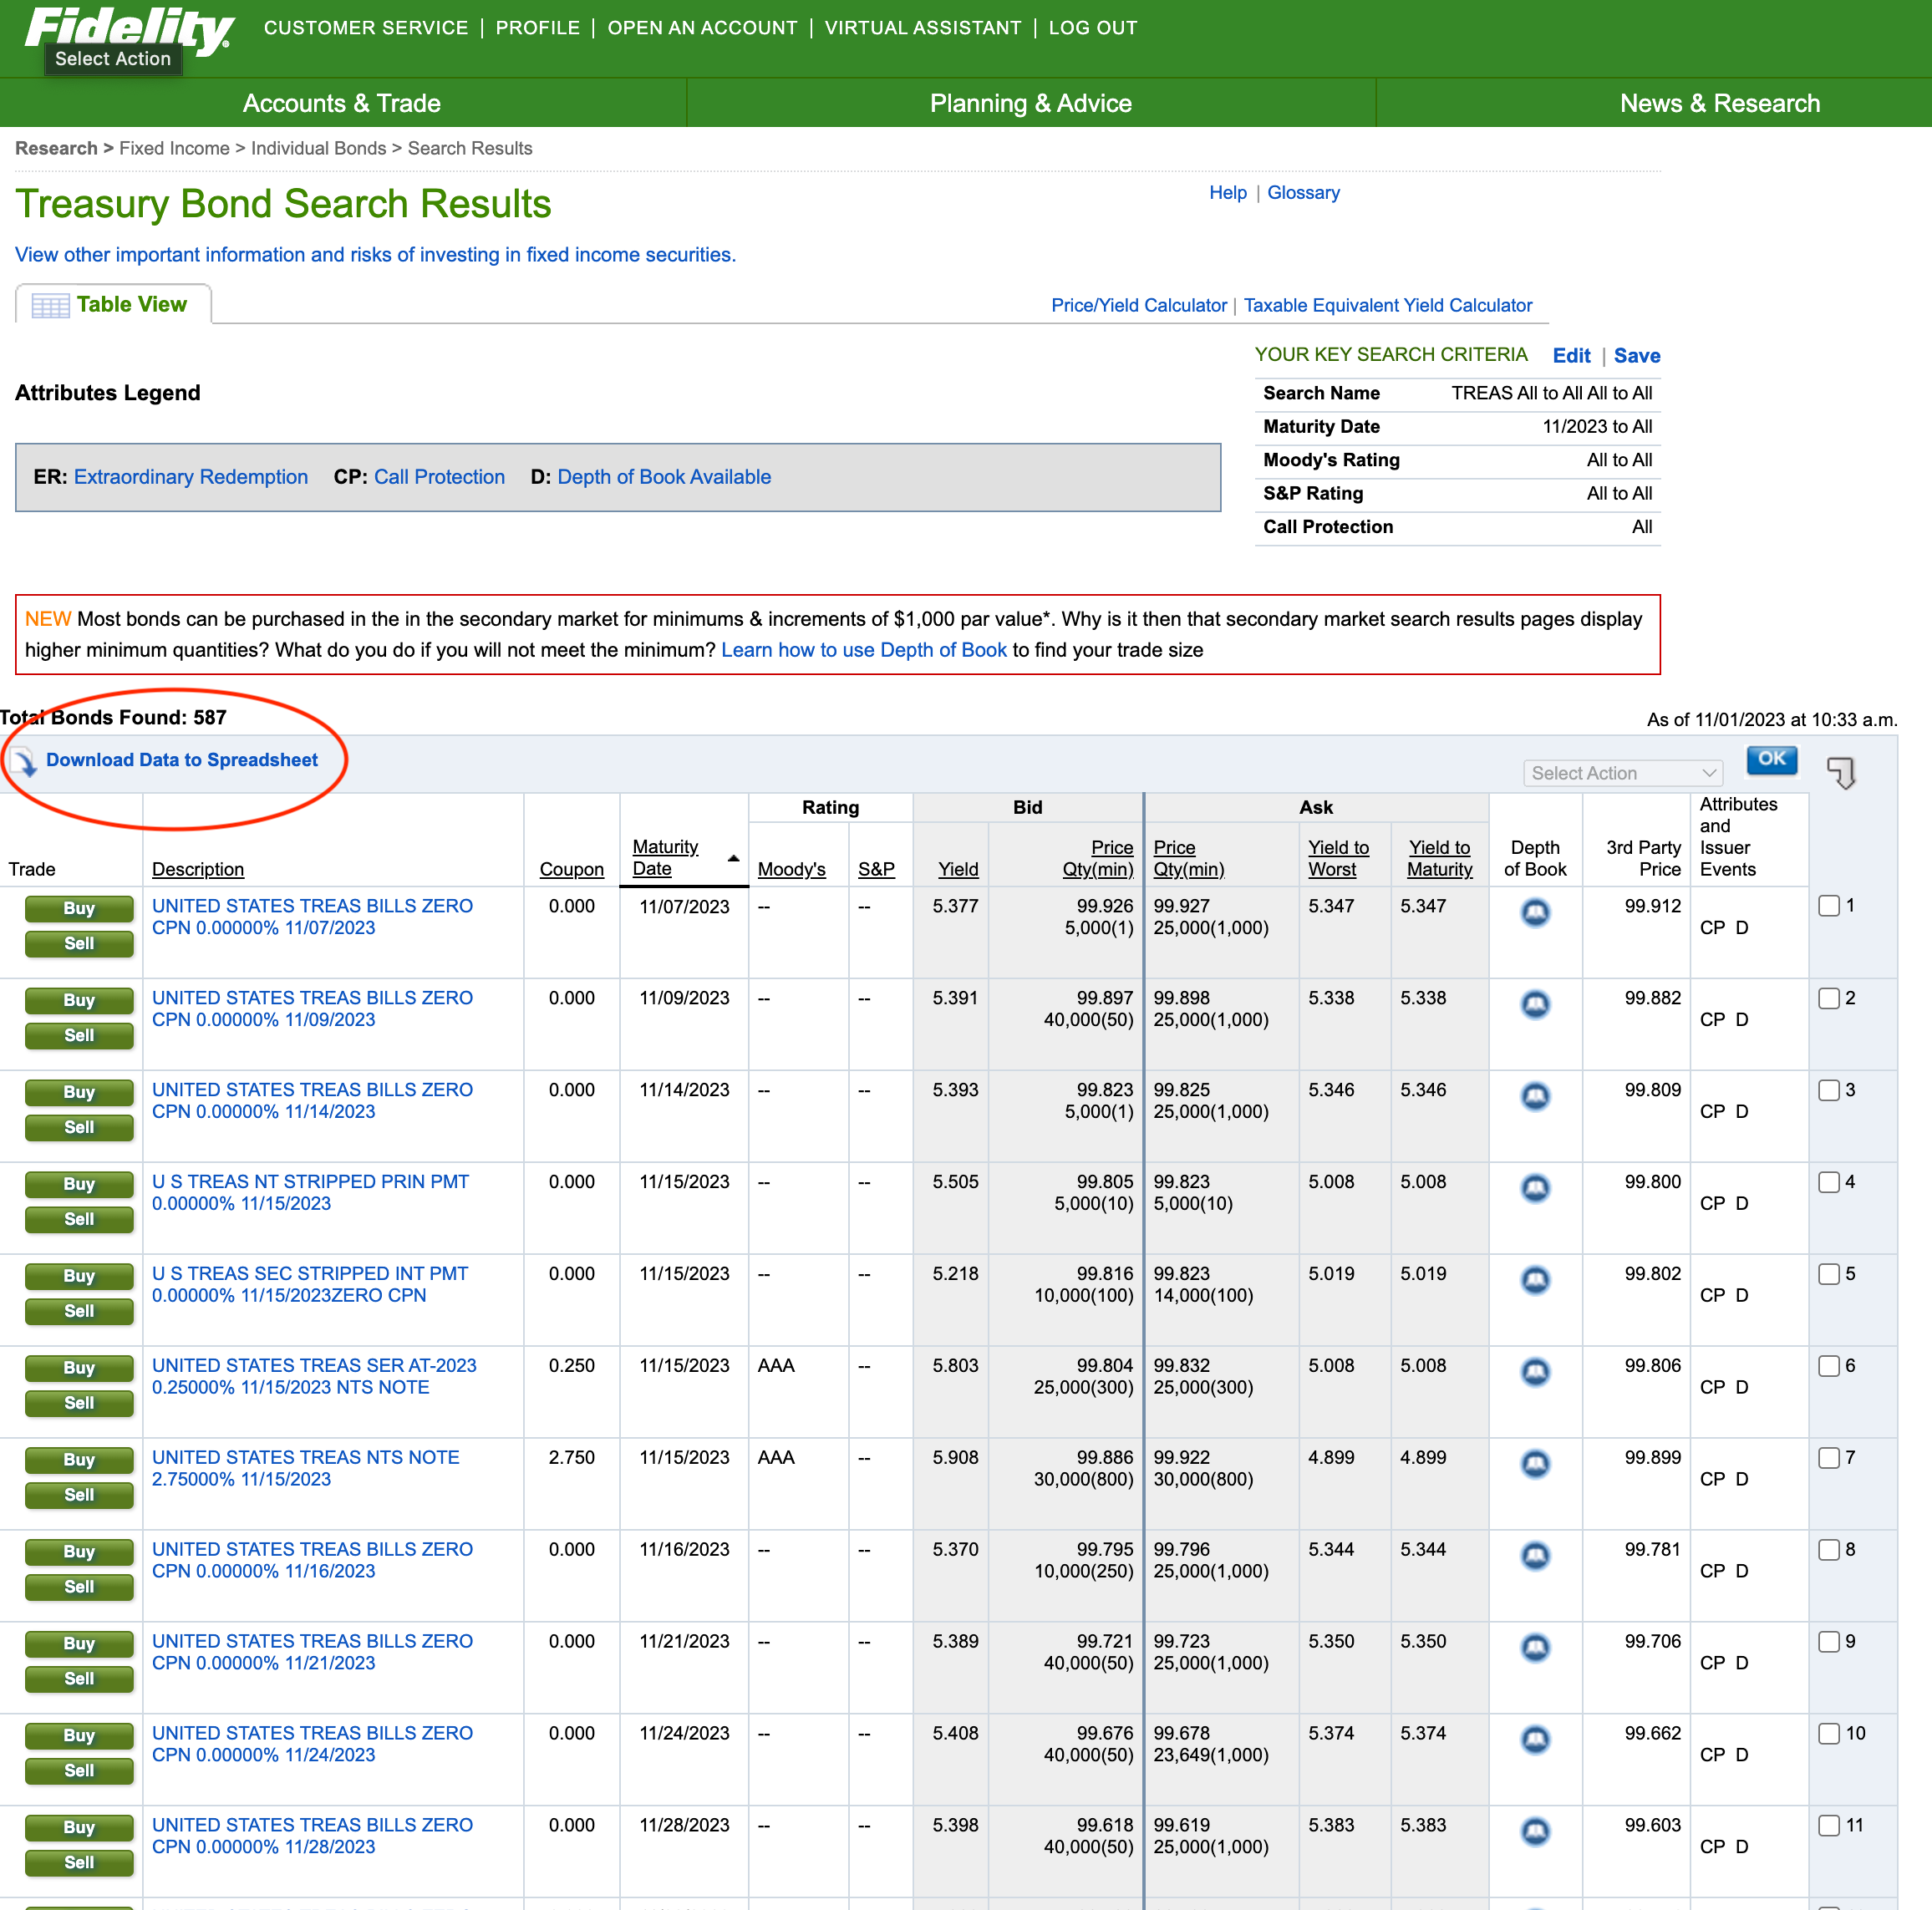 Fidelity
Select Action
CUSTOMER SERVICE | PROFILE | OPEN AN ACCOUNT | VIRTUAL ASSISTANT | LOG OUT
Accounts & Trade Planning & Advice News & Research
Research > Fixed Income > Individual Bonds > Search Results
Treasury Bond Search Results
Help | Glossary
View other important information and risks of investing in fixed income securities.
Table View
Price/Yield Calculator | Taxable Equivalent Yield Calculator
YOUR KEY SEARCH CRITERIA Edit | Save
Search Name TREAS All to All All to All
Maturity Date 11/2023 to All
Moody's Rating All to All
S&P Rating All to All
Call Protection All
Attributes Legend
ER: Extraordinary Redemption CP: Call Protection D: Depth of Book Available
NEW Most bonds can be purchased in the in the secondary market for minimums & increments of $1,000 par value*. Why is it then that secondary market search results pages display
higher minimum quantities? What do you do if you will not meet the minimum? Learn how to use Depth of Book to find your trade size
Total Bonds Found: 587
As of 11/01/2023 at 10:33 a.m.
Download Data to Spreadsheet
Select Action
OK
Rating Bid Ask
Trade Description Coupon Maturity Date Moody's S&P Yield Price Qty(min) Price Qty(min) Yield to Worst Yield to Maturity Depth of Book 3rd Party Price Attributes and Issuer Events
Buy UNITED STATES TREAS BILLS ZERO 0.000 11/07/2023 -- -- 5.377 99.926 99.927 5.347 5.347 99.912 1
Sell CPN 0.00000% 11/07/2023 5,000(1) 25,000(1,000) CP D
Buy UNITED STATES TREAS BILLS ZERO 0.000 11/09/2023 -- -- 5.391 99.897 99.898 5.338 5.338 99.882 2
Sell CPN 0.00000% 11/09/2023 40,000(50) 25,000(1,000) CP D
Buy UNITED STATES TREAS BILLS ZERO 0.000 11/14/2023 -- -- 5.393 99.823 99.825 5.346 5.346 99.809 3
Sell CPN 0.00000% 11/14/2023 5,000(1) 25,000(1,000) CP D
Buy U S TREAS NT STRIPPED PRIN PMT 0.000 11/15/2023 -- -- 5.505 99.805 99.823 5.008 5.008 99.800 4
Sell 0.00000% 11/15/2023 5,000(10) 5,000(10) CP D
Buy U S TREAS SEC STRIPPED INT PMT 0.000 11/15/2023 -- -- 5.218 99.816 99.823 5.019 5.019 99.802 5
Sell 0.00000% 11/15/2023ZERO CPN 10,000(100) 14,000(100) CP D
Buy UNITED STATES TREAS SER AT-2023 0.250 11/15/2023 AAA -- 5.803 99.804 99.832 5.008 5.008 99.806 6
Sell 0.25000% 11/15/2023 NTS NOTE 25,000(300) 25,000(300) CP D
Buy UNITED STATES TREAS NTS NOTE 2.750 11/15/2023 AAA -- 5.908 99.886 99.922 4.899 4.899 99.899 7
Sell 2.75000% 11/15/2023 30,000(800) 30,000(800) CP D
Buy UNITED STATES TREAS BILLS ZERO 0.000 11/16/2023 -- -- 5.370 99.795 99.796 5.344 5.344 99.781 8
Sell CPN 0.00000% 11/16/2023 10,000(250) 25,000(1,000) CP D
Buy UNITED STATES TREAS BILLS ZERO 0.000 11/21/2023 -- -- 5.389 99.721 99.723 5.350 5.350 99.706 9
Sell CPN 0.00000% 11/21/2023 40,000(50) 25,000(1,000) CP D
Buy UNITED STATES TREAS BILLS ZERO 0.000 11/24/2023 -- -- 5.408 99.676 99.678 5.374 5.374 99.662 10
Sell CPN 0.00000% 11/24/2023 40,000(50) 23,649(1,000) CP D
Buy UNITED STATES TREAS BILLS ZERO 0.000 11/28/2023 -- -- 5.398 99.618 99.619 5.383 5.383 99.603 11
Sell CPN 0.00000% 11/28/2023 40,000(50) 25,000(1,000) CP D